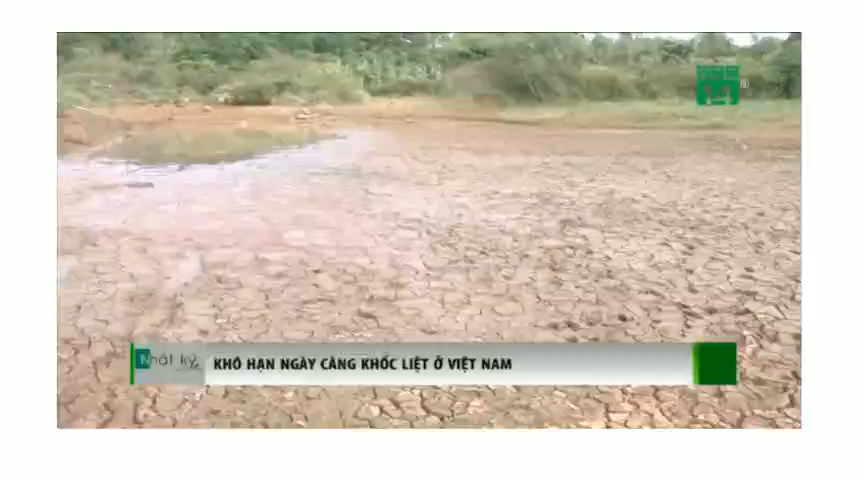 Nhật ký
KHÔ HẠN NGÀY CÀNG KHỐC LIỆT Ở VIỆT NAM